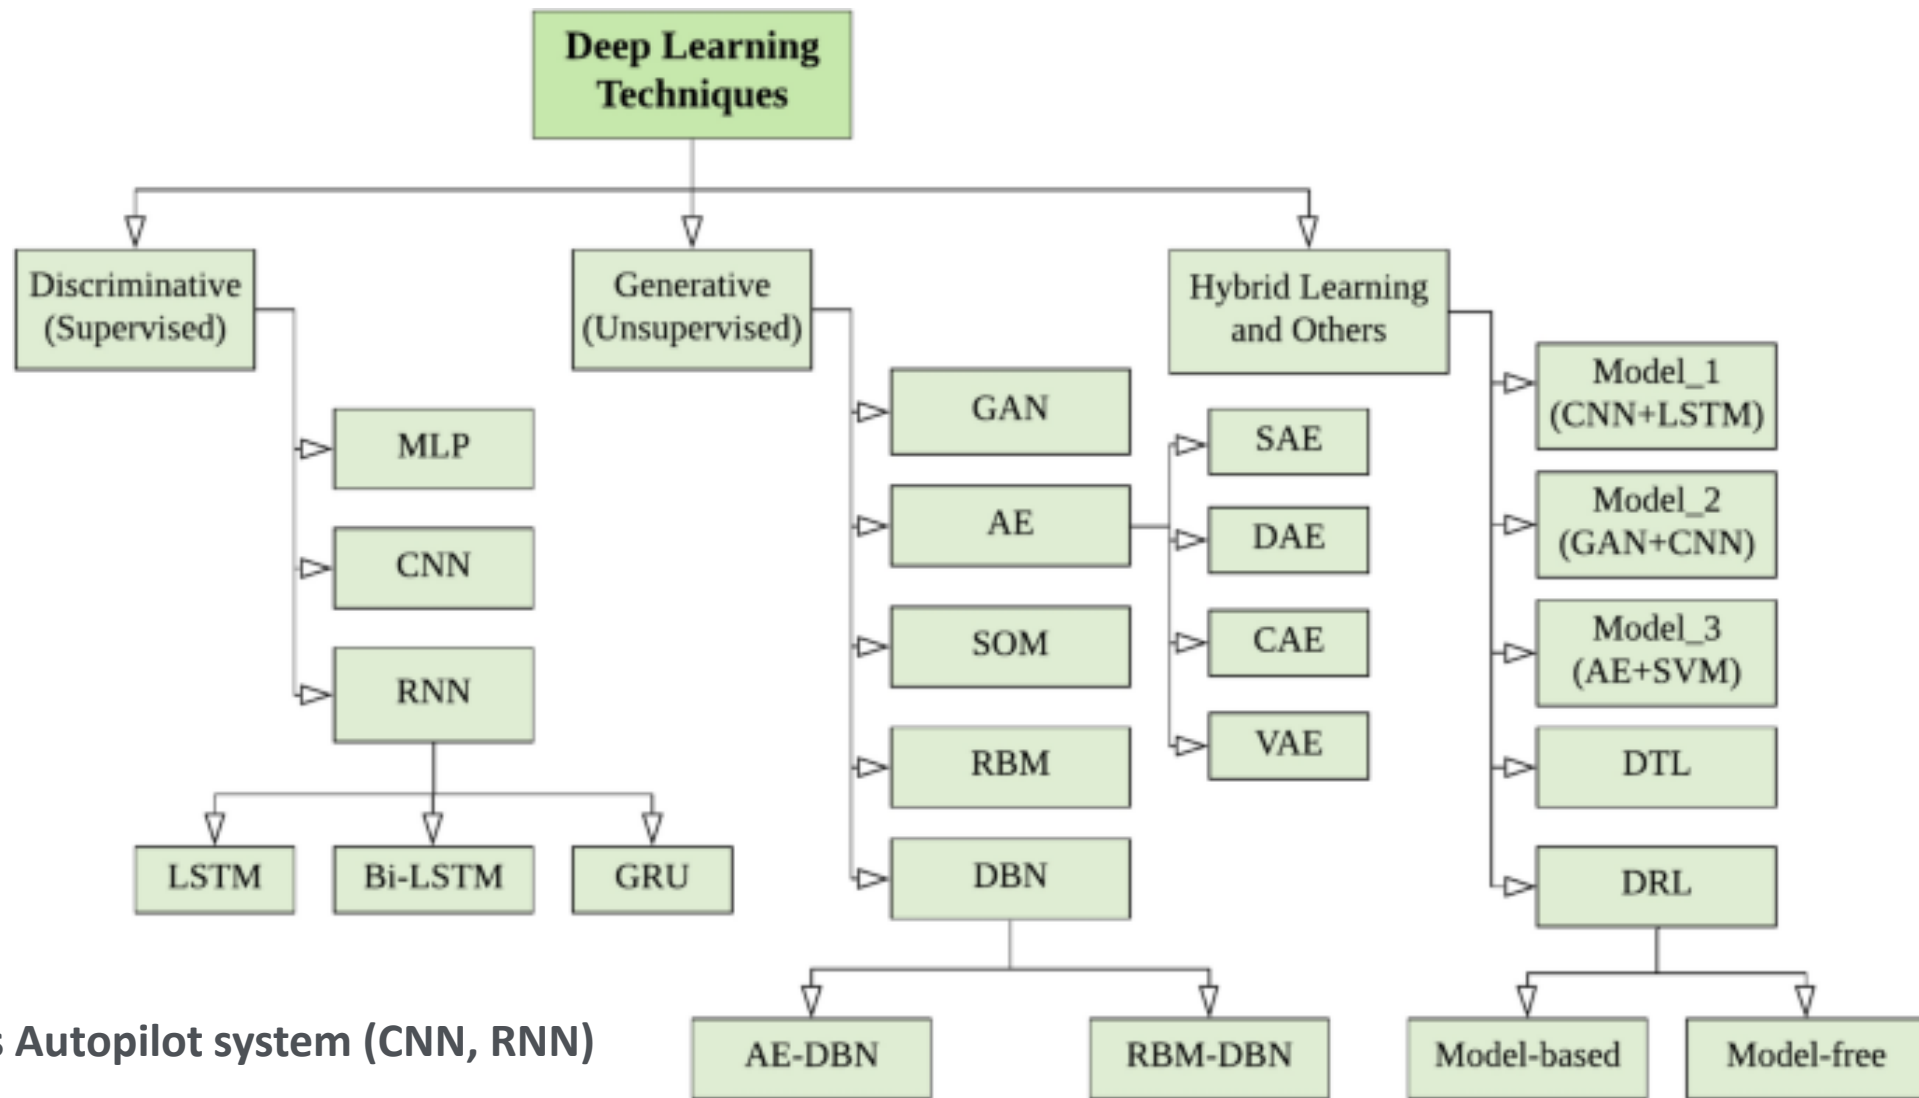 Deep Learning
Techniques
Discriminative
(Supervised)
Generative
(Unsupervised)
Hybrid Learning
and Others
MLP
CNN
RNN
LSTM
Bi-LSTM
GRU
GAN
AE
SOM
RBM
DBN
SAE
DAE
CAE
VAE
AE-DBN
RBM-DBN
Model_1
(CNN+LSTM)
Model_2
(GAN+CNN)
Model_3
(AE+SVM)
DTL
DRL
Model-based
Model-free
s Autopilot system (CNN, RNN)